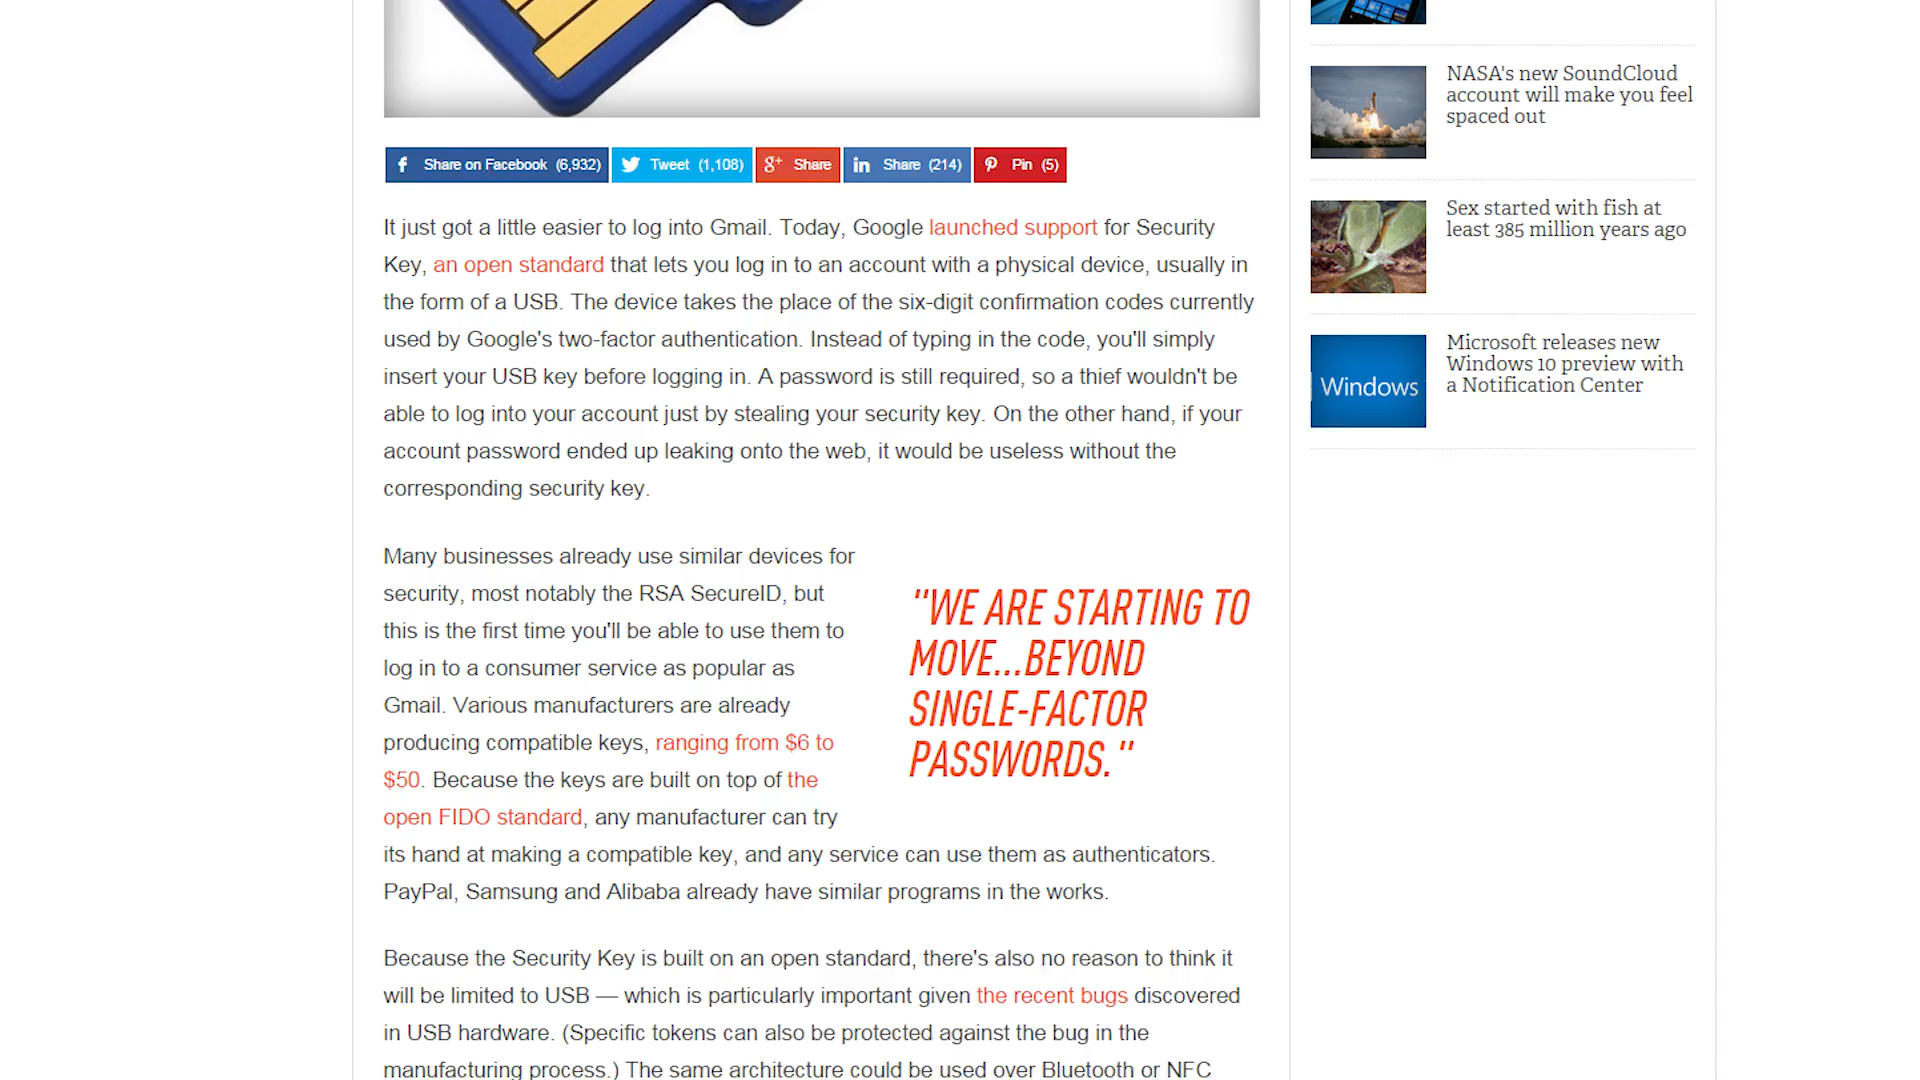 Share on Facebook (6,932) Tweet (1,108) Share Share (214) Pin (5)
It just got a little easier to log into Gmail. Today, Google launched support for Security
Key, an open standard that lets you log in to an account with a physical device, usually in
the form of a USB. The device takes the place of the six-digit confirmation codes currently
used by Google's two-factor authentication. Instead of typing in the code, you'll simply
insert your USB key before logging in. A password is still required, so a thief wouldn't be
able to log into your account just by stealing your security key. On the other hand, if your
account password ended up leaking onto the web, it would be useless without the
corresponding security key.
Many businesses already use similar devices for
security, most notably the RSA SecureID, but
this is the first time you'll be able to use them to
log in to a consumer service as popular as
Gmail. Various manufacturers are already
producing compatible keys, ranging from $6 to
$50. Because the keys are built on top of the
open FIDO standard, any manufacturer can try
its hand at making a compatible key, and any service can use them as authenticators.
PayPal, Samsung and Alibaba already have similar programs in the works.
"WE ARE STARTING TO
MOVE...BEYOND
SINGLE-FACTOR
PASSWORDS."
Because the Security Key is built on an open standard, there's also no reason to think it
will be limited to USB — which is particularly important given the recent bugs discovered
in USB hardware. (Specific tokens can also be protected against the bug in the
manufacturing process.) The same architecture could be used over Bluetooth or NFC
NASA's new SoundCloud
account will make you feel
spaced out
Sex started with fish at
least 385 million years ago
Windows
Microsoft releases new
Windows 10 preview with
a Notification Center